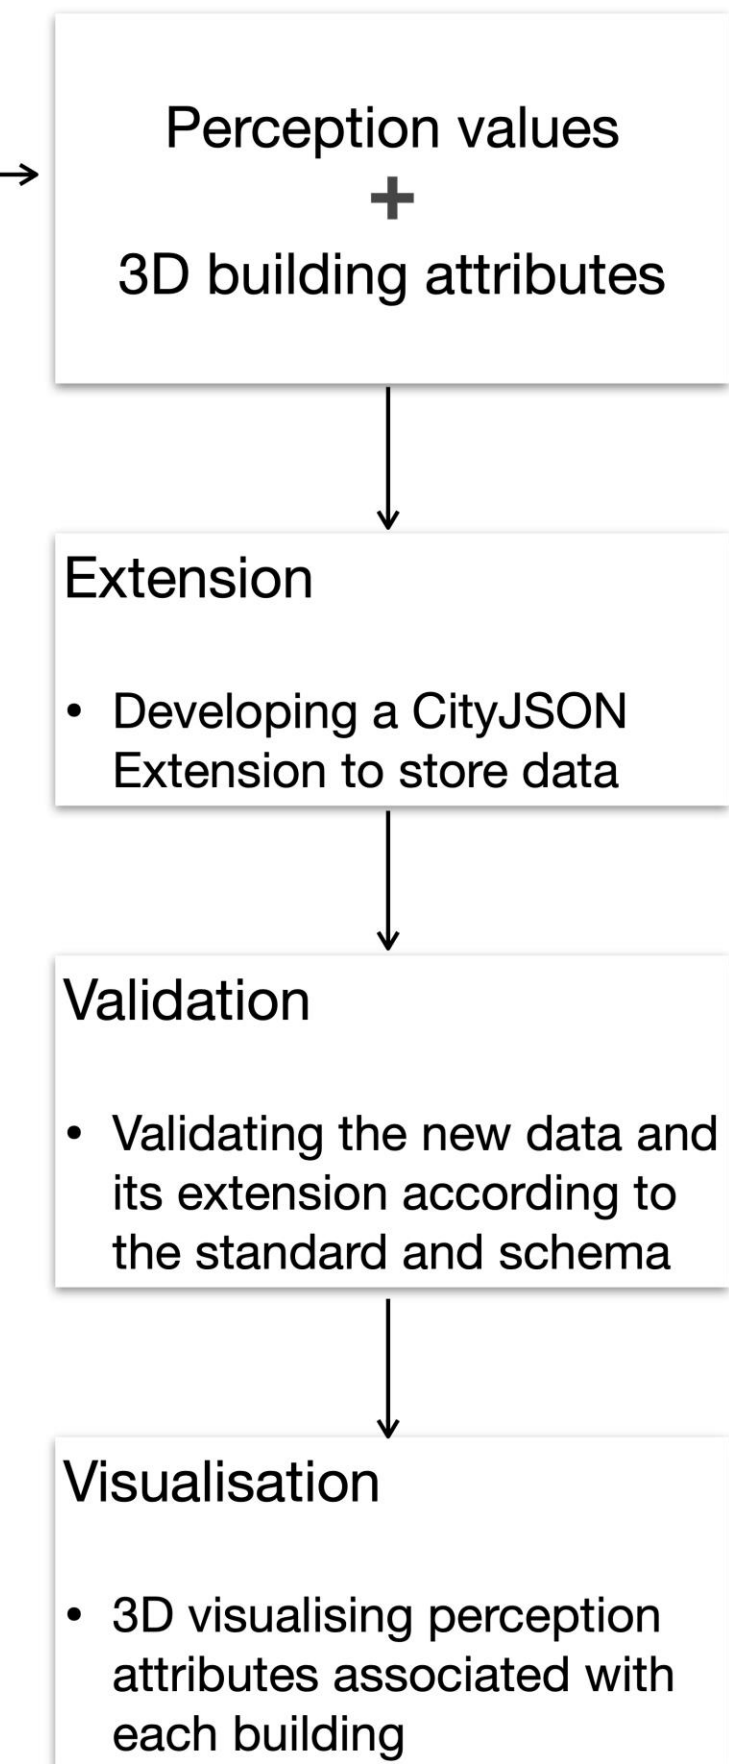 Perception values
+
3D building attributes
Extension
• Developing a CityJSON
Extension to store data
Validation
• Validating the new data and
its extension according to
the standard and schema
Visualisation
• 3D visualising perception
attributes associated with
each building